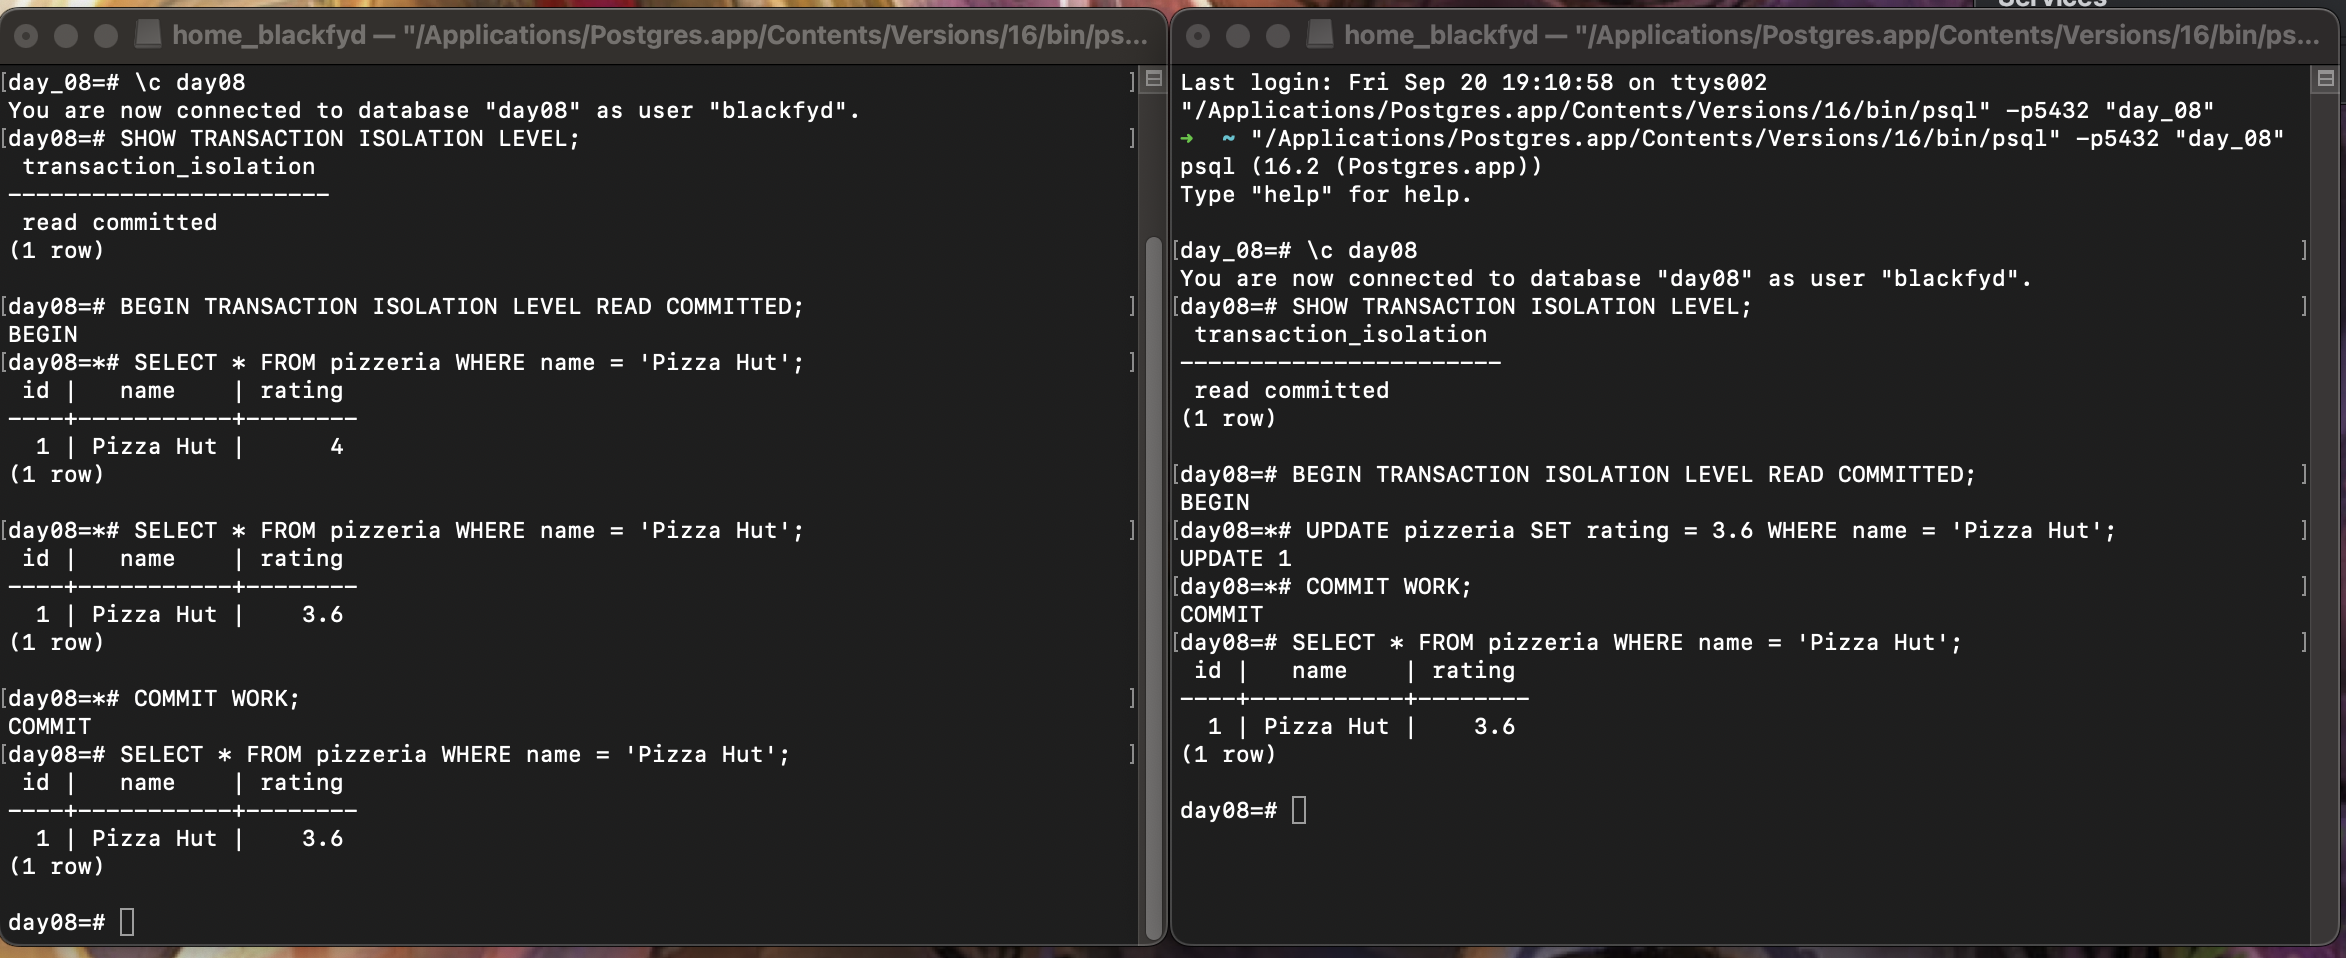 Services
home_blackfyd — "/Applications/Postgres.app/Contents/Versions/16/bin/ps...
[day_08=# \c day08 ]
You are now connected to database "day08" as user "blackfyd".
[day08=# SHOW TRANSACTION ISOLATION LEVEL; ]
 transaction_isolation
-----------------------
 read committed
(1 row)

[day08=# BEGIN TRANSACTION ISOLATION LEVEL READ COMMITTED; ]
BEGIN
[day08=*# SELECT * FROM pizzeria WHERE name = 'Pizza Hut'; ]
 id |   name    | rating
----+-----------+--------
  1 | Pizza Hut |      4
(1 row)

[day08=*# SELECT * FROM pizzeria WHERE name = 'Pizza Hut'; ]
 id |   name    | rating
----+-----------+--------
  1 | Pizza Hut |    3.6
(1 row)

[day08=*# COMMIT WORK; ]
COMMIT
[day08=# SELECT * FROM pizzeria WHERE name = 'Pizza Hut'; ]
 id |   name    | rating
----+-----------+--------
  1 | Pizza Hut |    3.6
(1 row)

day08=#
home_blackfyd — "/Applications/Postgres.app/Contents/Versions/16/bin/ps...
Last login: Fri Sep 20 19:10:58 on ttys002
"/Applications/Postgres.app/Contents/Versions/16/bin/psql" -p5432 "day_08"
➜  ~ "/Applications/Postgres.app/Contents/Versions/16/bin/psql" -p5432 "day_08"
psql (16.2 (Postgres.app))
Type "help" for help.

[day_08=# \c day08 ]
You are now connected to database "day08" as user "blackfyd".
[day08=# SHOW TRANSACTION ISOLATION LEVEL; ]
 transaction_isolation
-----------------------
 read committed
(1 row)

[day08=# BEGIN TRANSACTION ISOLATION LEVEL READ COMMITTED; ]
BEGIN
[day08=*# UPDATE pizzeria SET rating = 3.6 WHERE name = 'Pizza Hut'; ]
UPDATE 1
[day08=*# COMMIT WORK; ]
COMMIT
[day08=# SELECT * FROM pizzeria WHERE name = 'Pizza Hut'; ]
 id |   name    | rating
----+-----------+--------
  1 | Pizza Hut |    3.6
(1 row)

day08=#